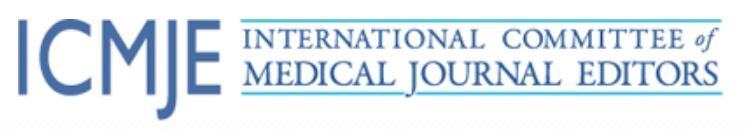 ICMJE
INTERNATIONAL COMMITTEE of
MEDICAL JOURNAL EDITORS